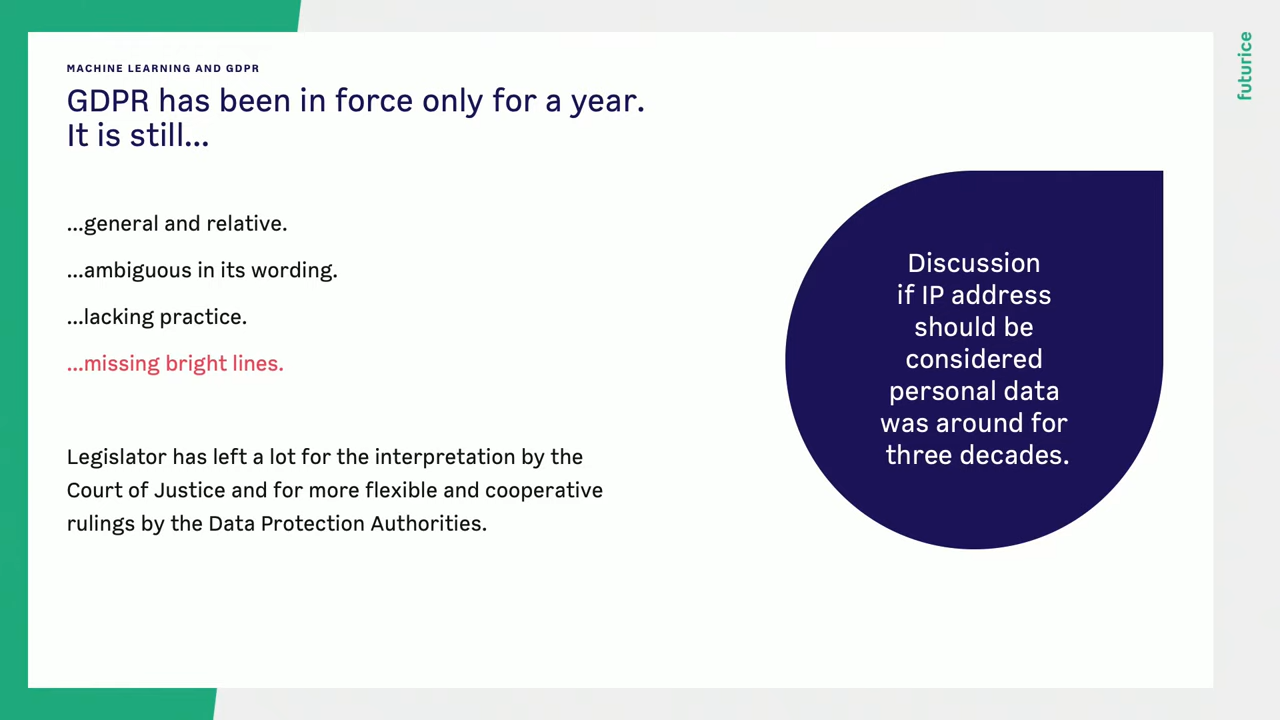 MACHINE LEARNING AND GDPR
GDPR has been in force only for a year.
It is still...
...general and relative.
...ambiguous in its wording.
...lacking practice.
...missing bright lines.
Legislator has left a lot for the interpretation by the
Court of Justice and for more flexible and cooperative
rulings by the Data Protection Authorities.
Discussion
if IP address
should be
considered
personal data
was around for
three decades.
futurice